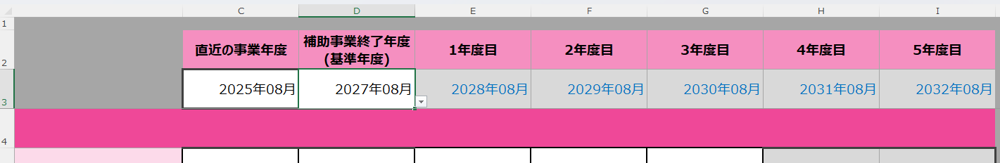 C D E F G H I
1
直近の事業年度 補助事業終了年度 1年度目 2年度目 3年度目 4年度目 5年度目
(基準年度)
2
2025年08月 2027年08月 2028年08月 2029年08月 2030年08月 2031年08月 2032年08月
3
4